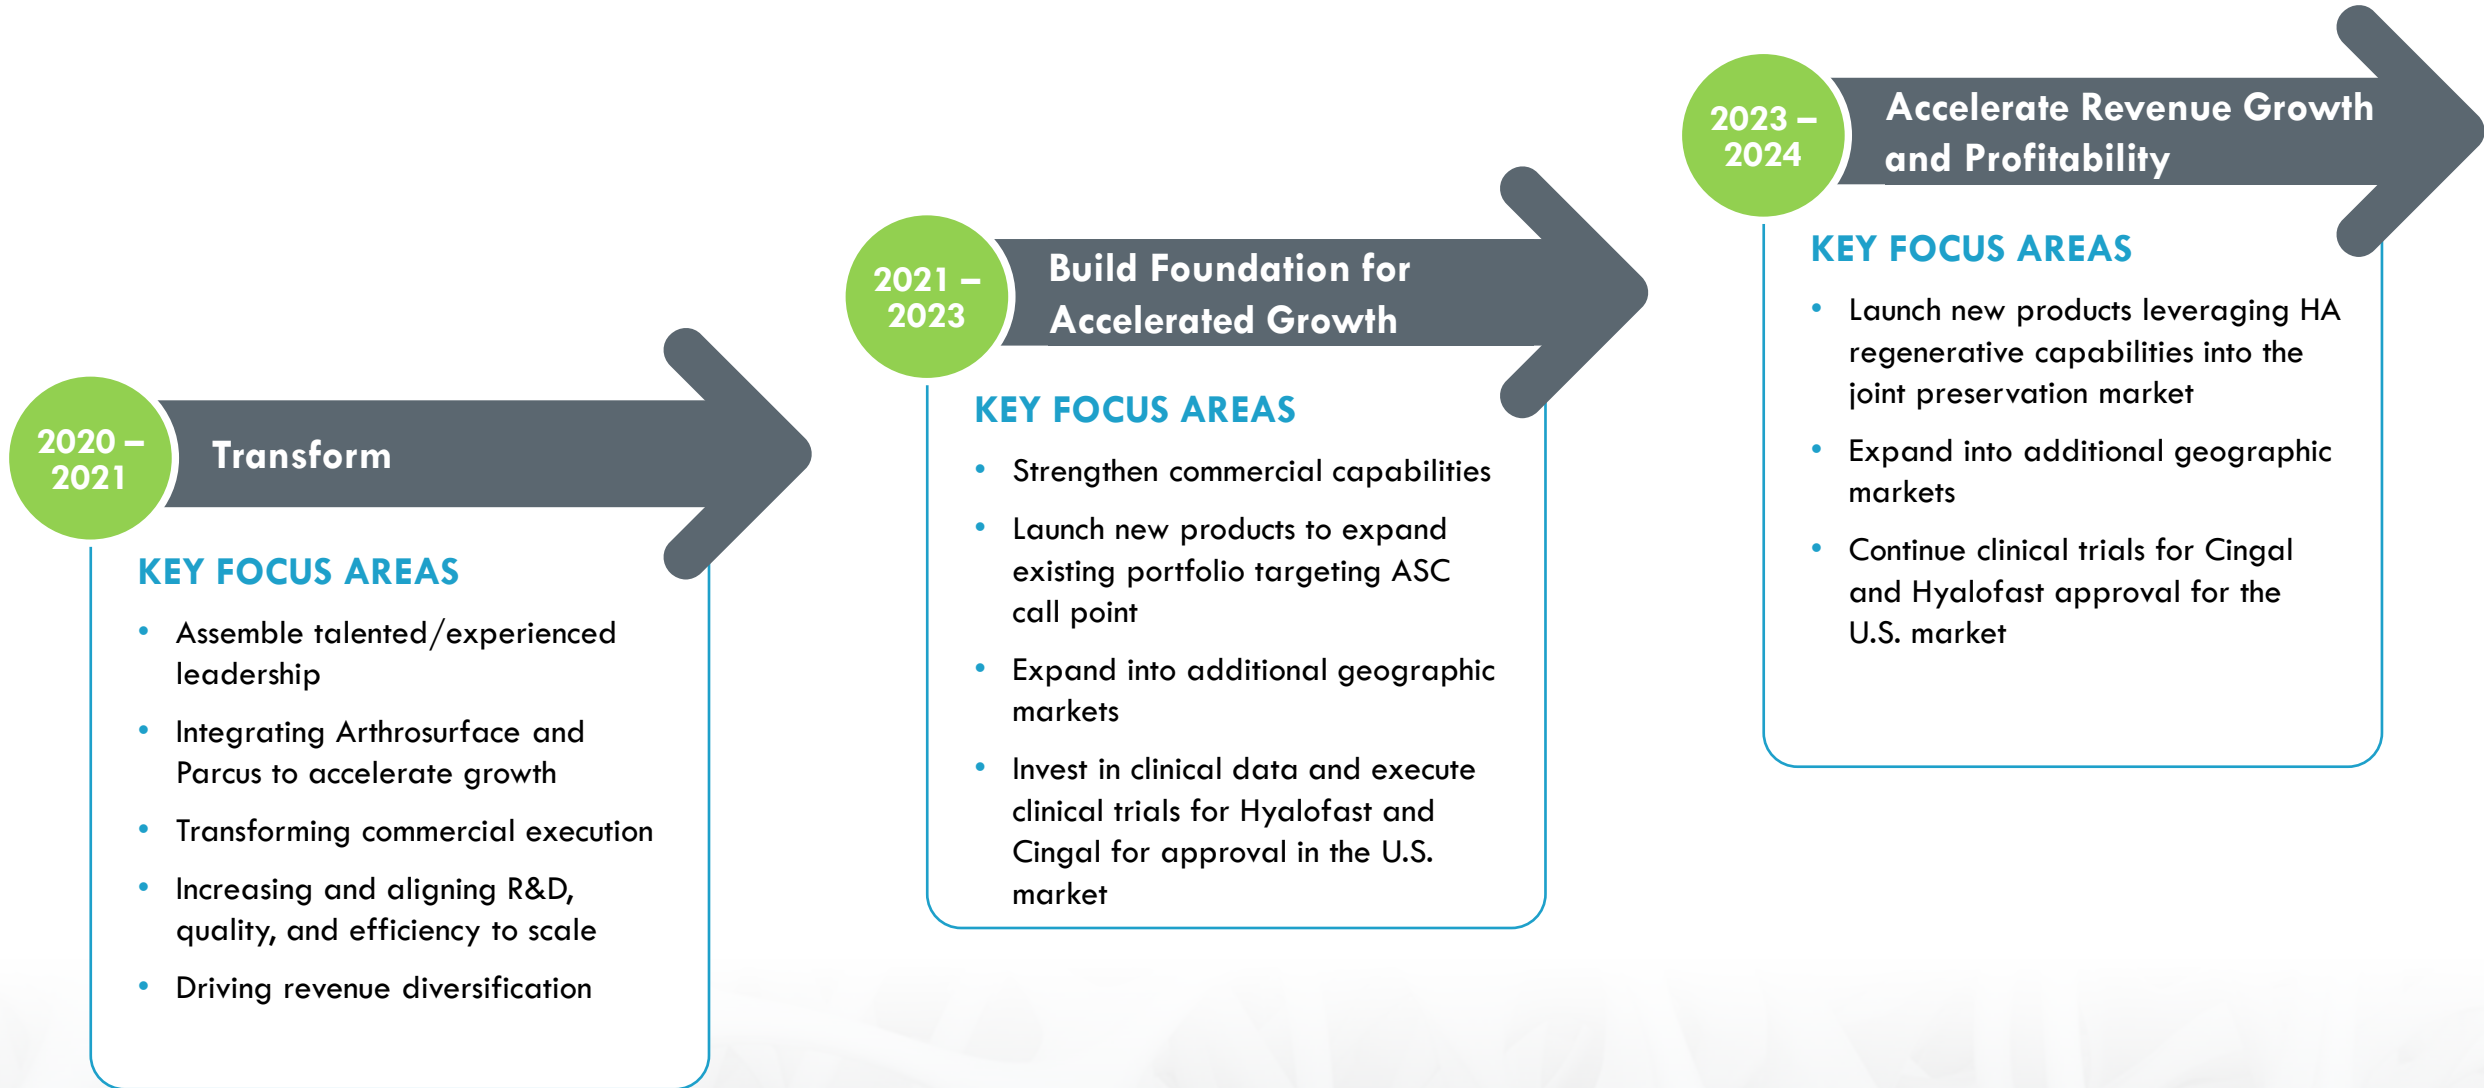 2020 –
2021
Transform
KEY FOCUS AREAS
• Assemble talented/experienced
leadership
• Integrating Arthrosurface and
Parcus to accelerate growth
• Transforming commercial execution
• Increasing and aligning R&D,
quality, and efficiency to scale
• Driving revenue diversification
2021 –
2023
Build Foundation for
Accelerated Growth
KEY FOCUS AREAS
• Strengthen commercial capabilities
• Launch new products to expand
existing portfolio targeting ASC
call point
• Expand into additional geographic
markets
• Invest in clinical data and execute
clinical trials for Hyalofast and
Cingal for approval in the U.S.
market
2023 –
2024
Accelerate Revenue Growth
and Profitability
KEY FOCUS AREAS
• Launch new products leveraging HA
regenerative capabilities into the
joint preservation market
• Expand into additional geographic
markets
• Continue clinical trials for Cingal
and Hyalofast approval for the
U.S. market